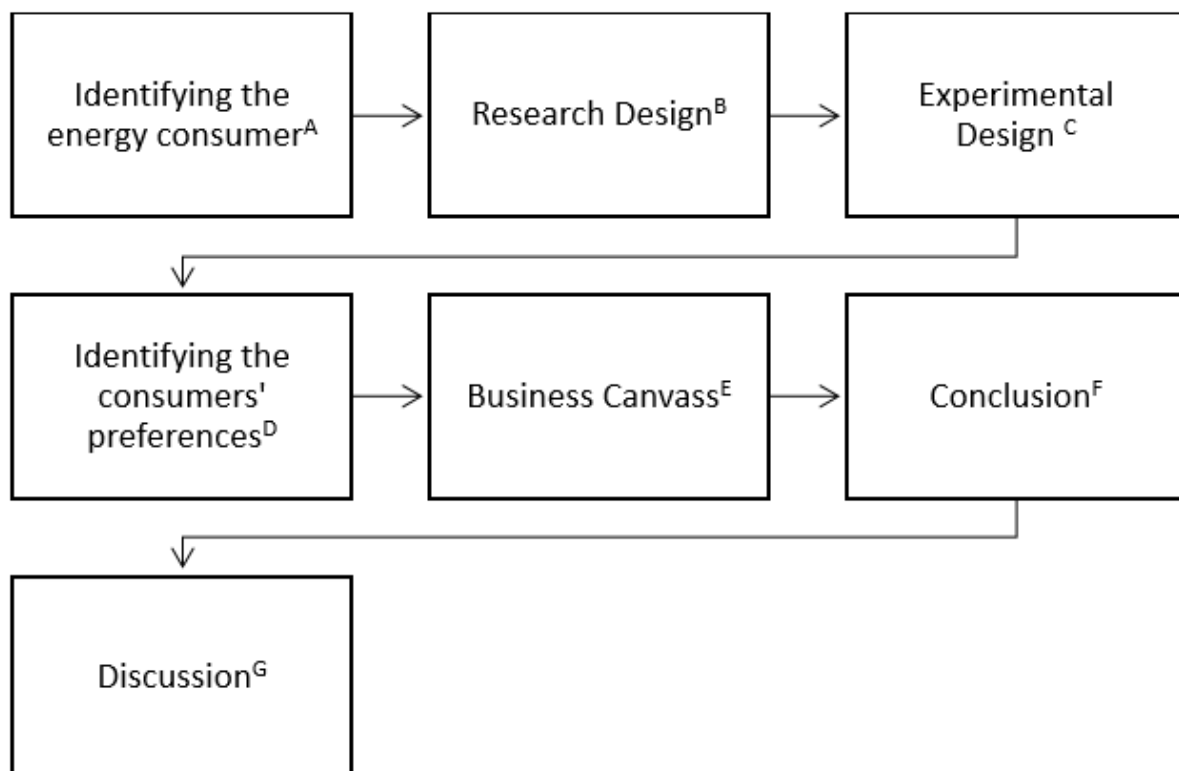 Identifying the
energy consumerᴬ
Research Designᴮ
Experimental
Design ᶜ
Identifying the
consumers'
preferencesᴰ
Business Canvassᴱ
Conclusionᶠ
Discussionᴳ